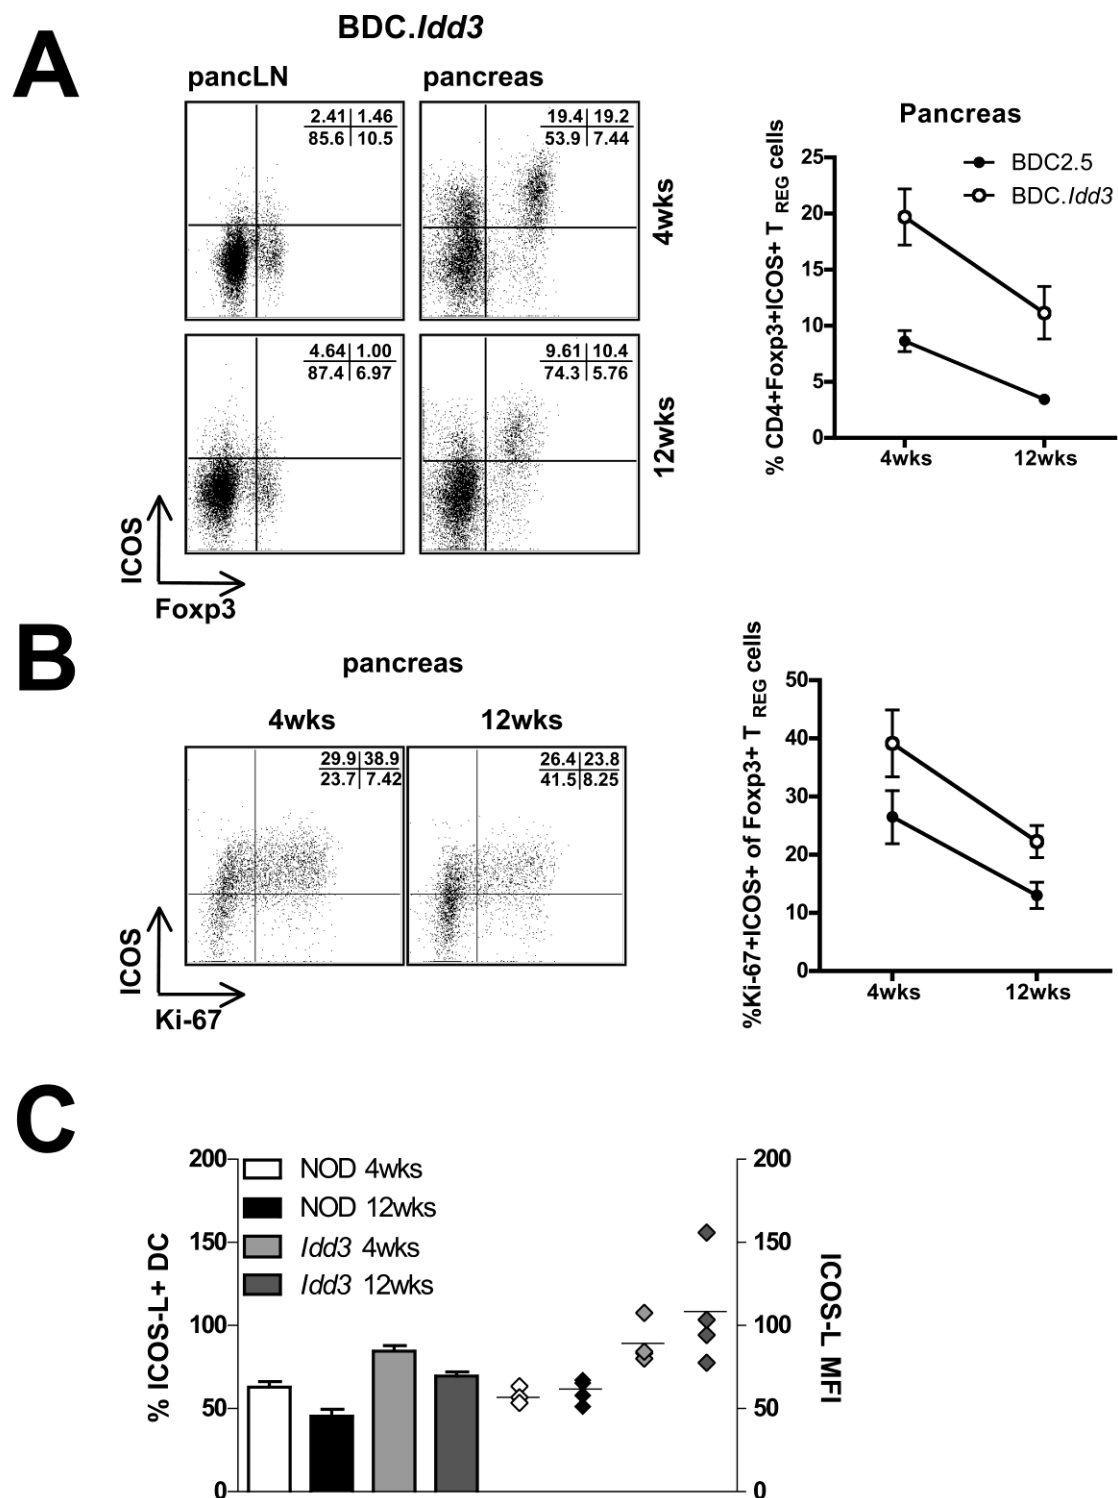 A
BDC.Idd3
pancLN
pancreas
2.41 1.46
85.6 10.5
19.4 19.2
53.9 7.44
4wks
4.64 1.00
87.4 6.97
9.61 10.4
74.3 5.76
12wks
ICOS
Foxp3
Pancreas
% CD4+Foxp3+ICOS+ T REG cells
25
20
15
10
5
0
BDC2.5
BDC.Idd3
4wks
12wks
B
pancreas
4wks
12wks
29.9 38.9
23.7 7.42
26.4 23.8
41.5 8.25
ICOS
Ki-67
%Ki-67+ICOS+ of Foxp3+ T REG cells
50
40
30
20
10
0
4wks
12wks
C
% ICOS-L+ DC
200
150
100
50
0
NOD 4wks
NOD 12wks
Idd3 4wks
Idd3 12wks
200
150
100
50
0
ICOS-L MFI